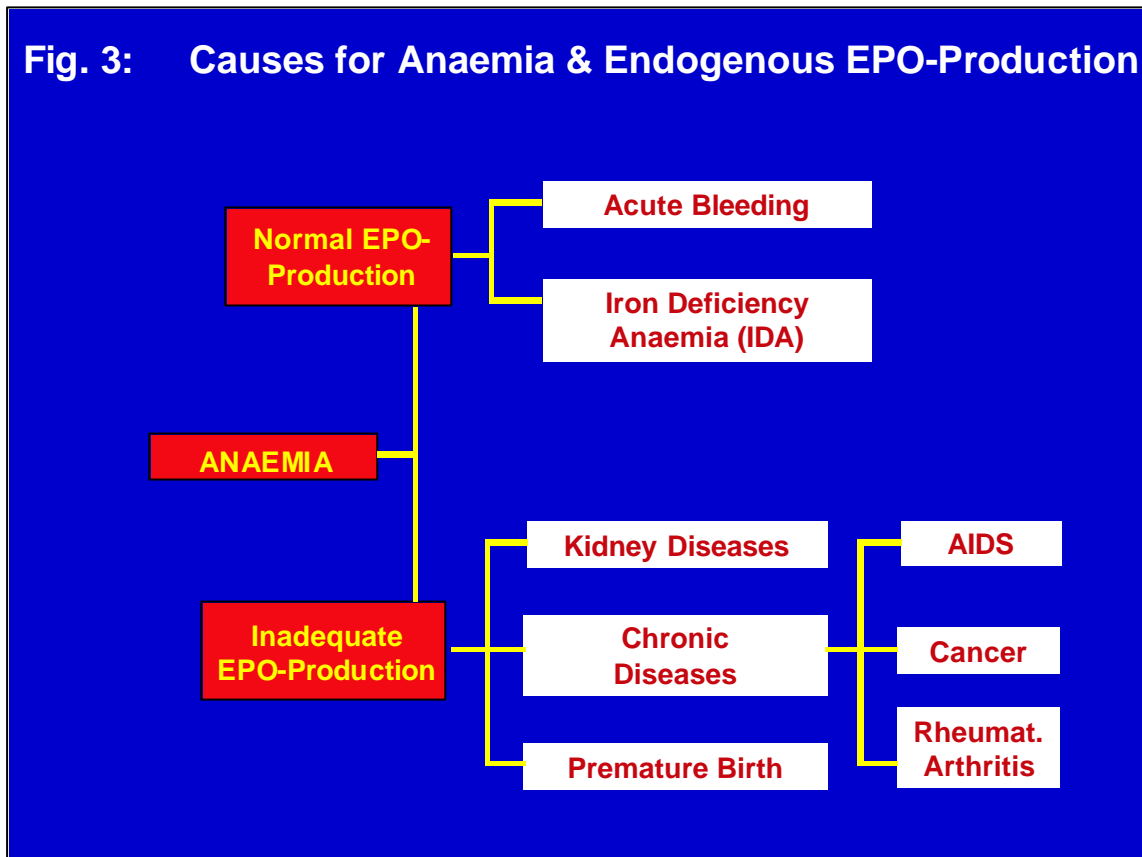 Fig. 3: Causes for Anaemia & Endogenous EPO-Production
Acute Bleeding
Normal EPO-
Production
Iron Deficiency
Anaemia (IDA)
ANAEMIA
Kidney Diseases
AIDS
Inadequate
EPO-Production
Chronic
Diseases
Cancer
Premature Birth
Rheumat.
Arthritis